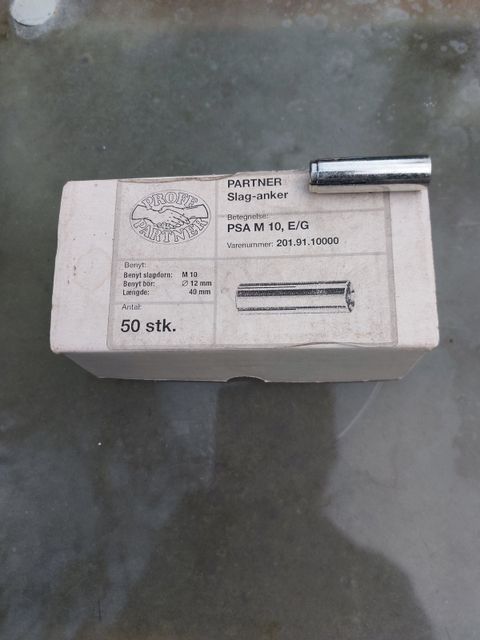 PROFF
PARTNER
PARTNER
Slag-anker
Betegnelse:
PSA M 10, E/G
Varenummer: 201.91.10000
Benyt:
Benyt slagdorn: M 10
Benyt bor: Ø 12 mm
Længde: 40 mm
Antal:
50 stk.